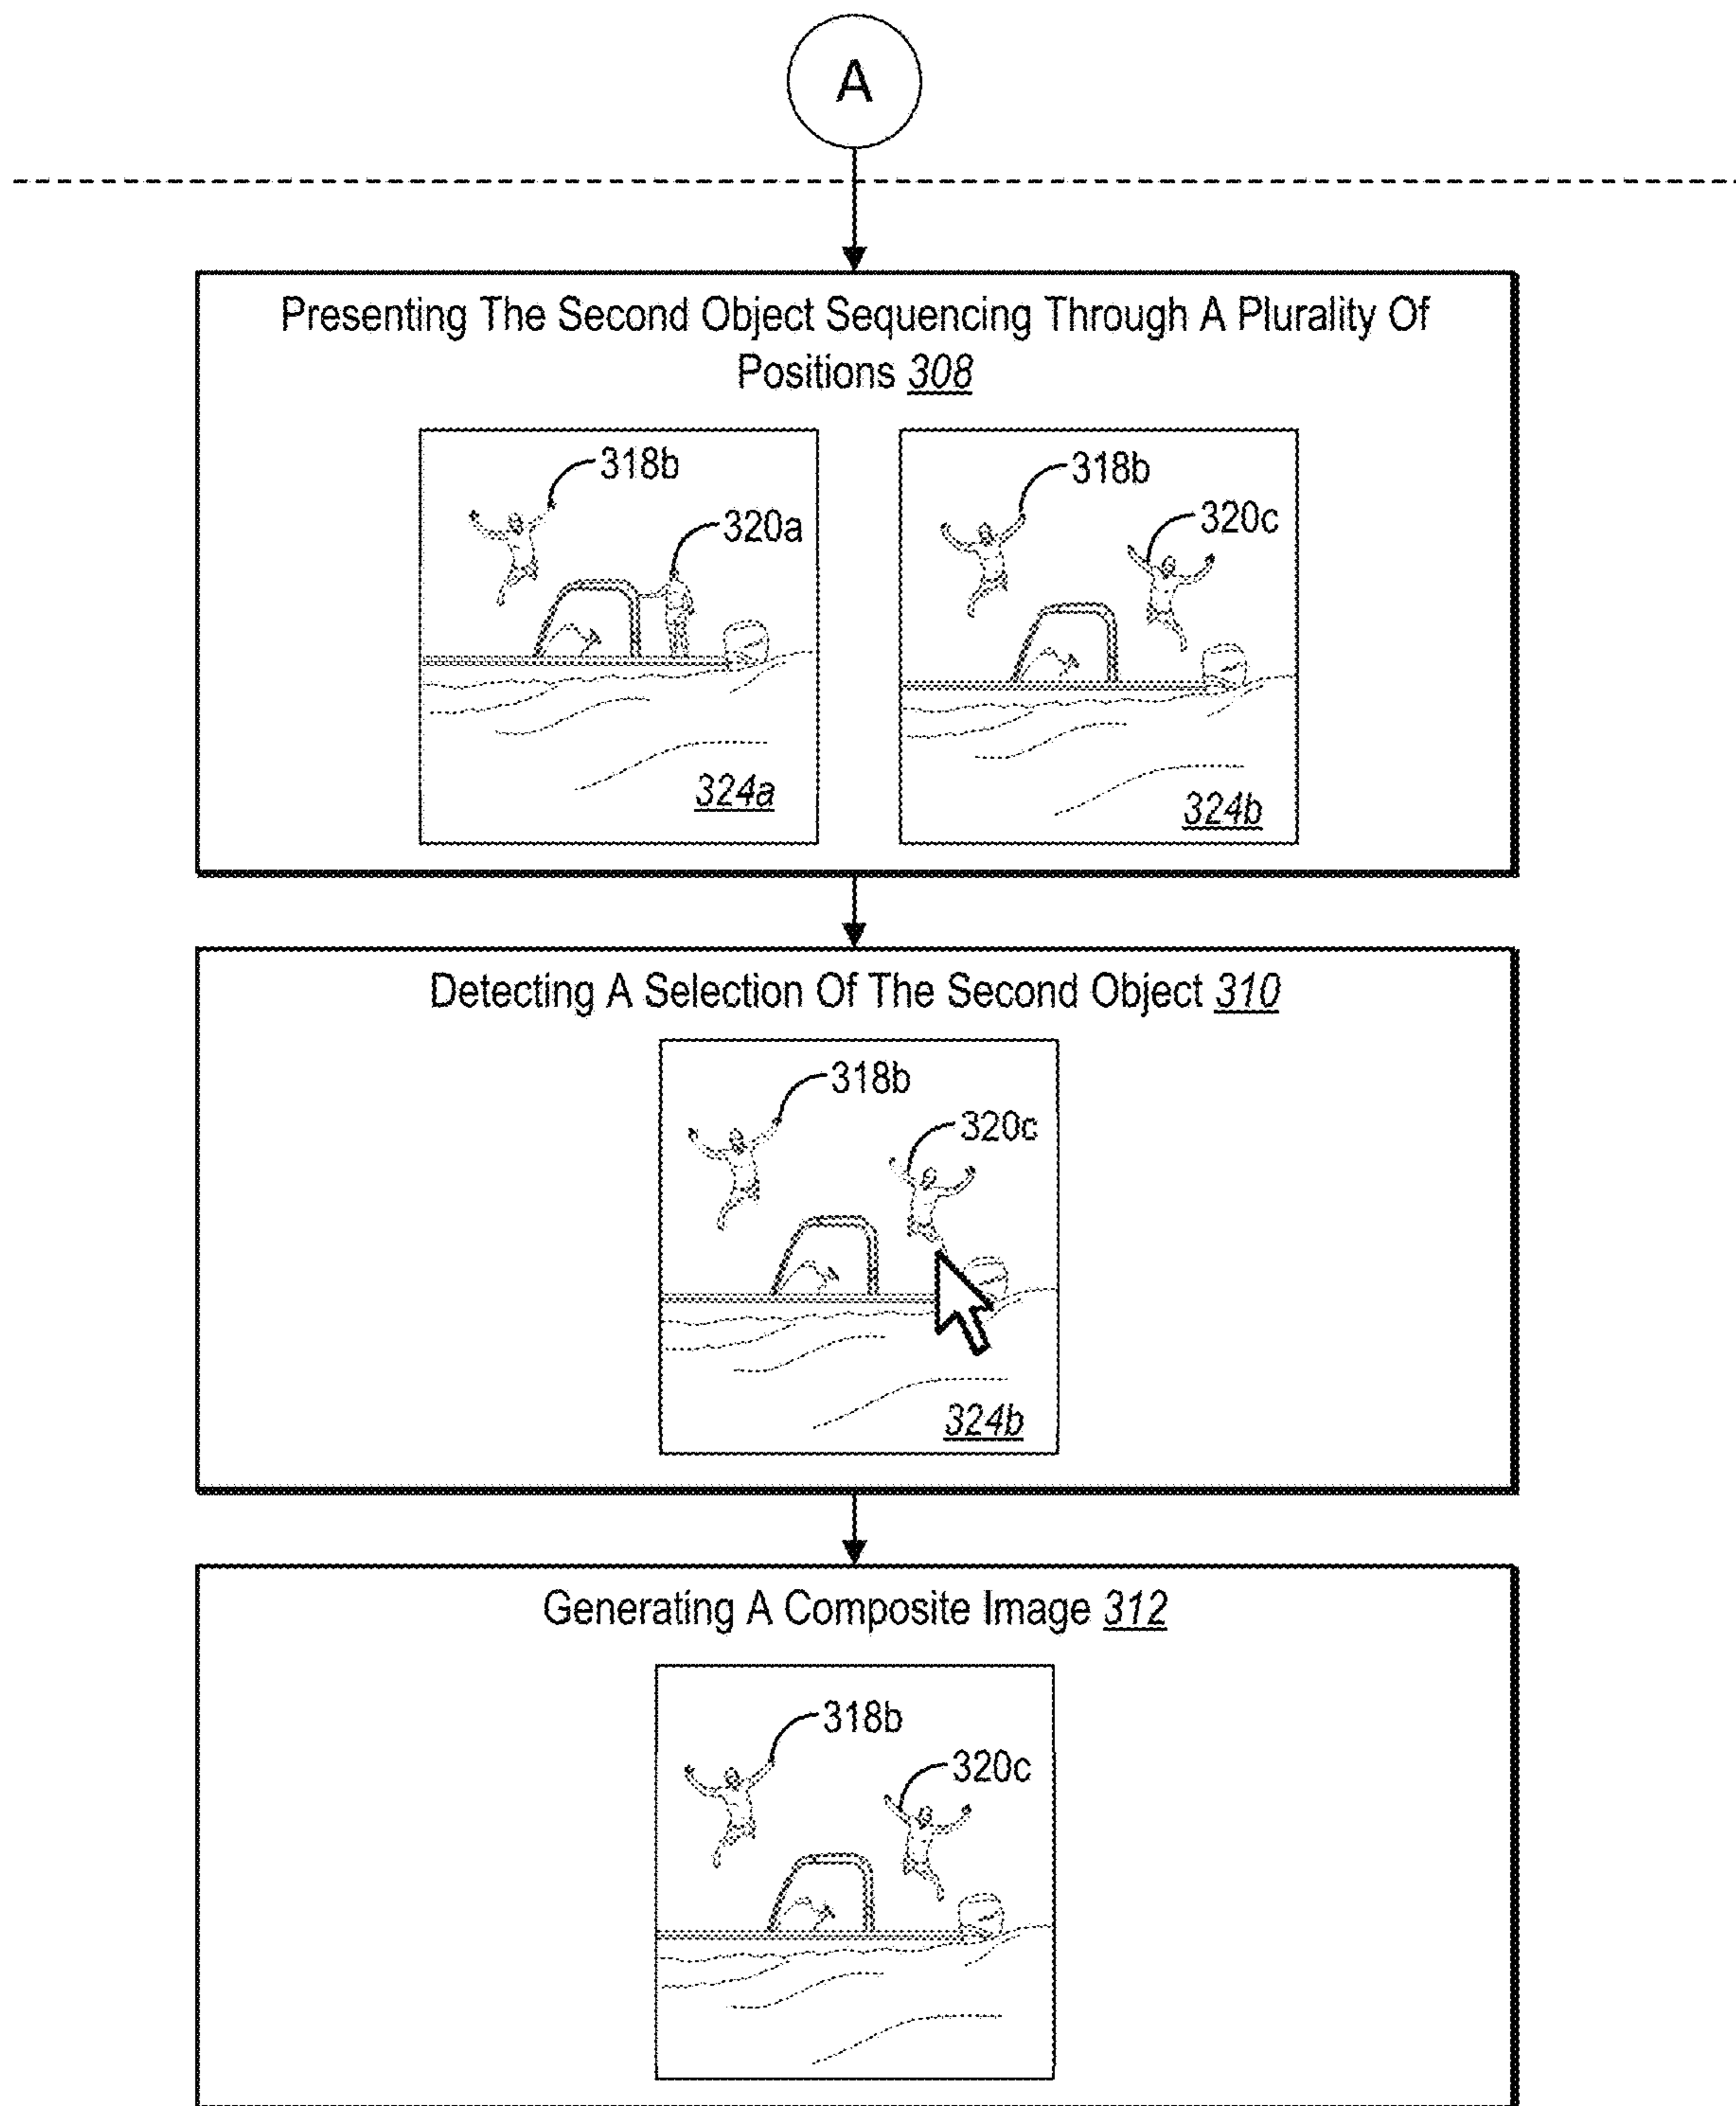 A
Presenting The Second Object Sequencing Through A Plurality Of
Positions 308
318b
320a
324a
318b
320c
324b
Detecting A Selection Of The Second Object 310
318b
320c
324b
Generating A Composite Image 312
318b
320c